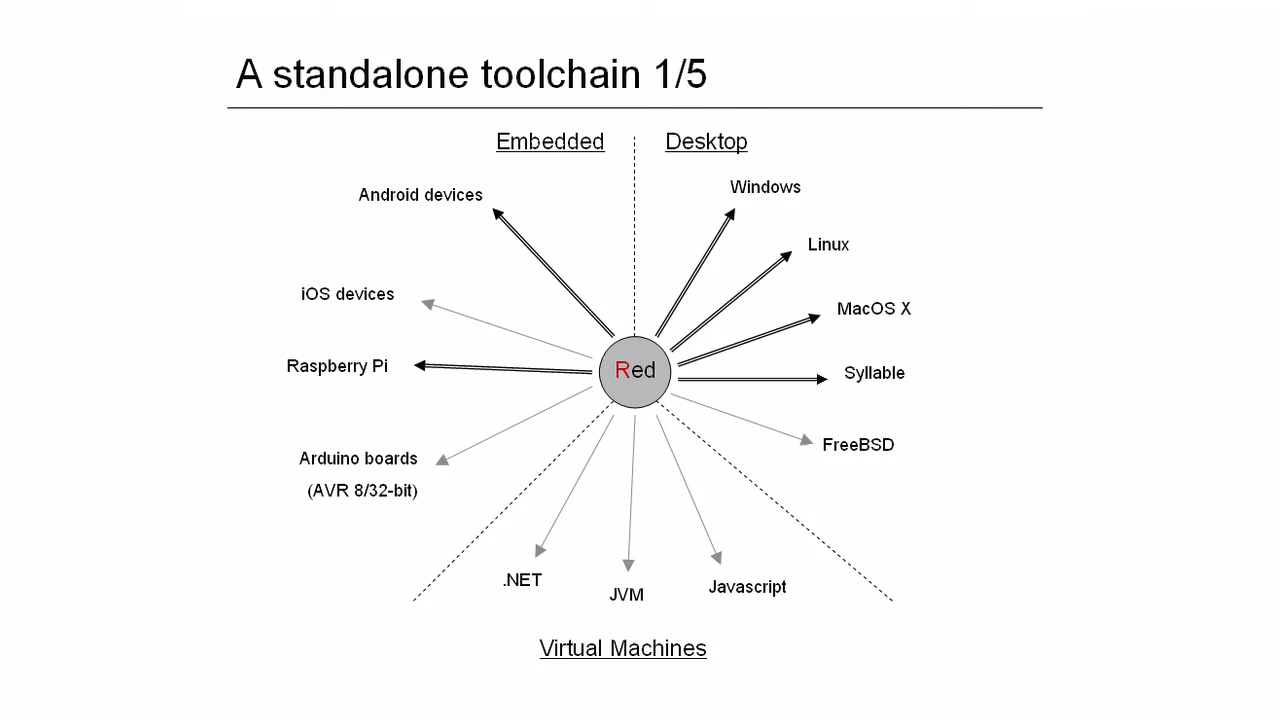 A standalone toolchain 1/5
Embedded
Desktop
Android devices
Windows
Linux
iOS devices
MacOS X
Raspberry Pi
Red
Syllable
FreeBSD
Arduino boards
(AVR 8/32-bit)
.NET
JVM
Javascript
Virtual Machines